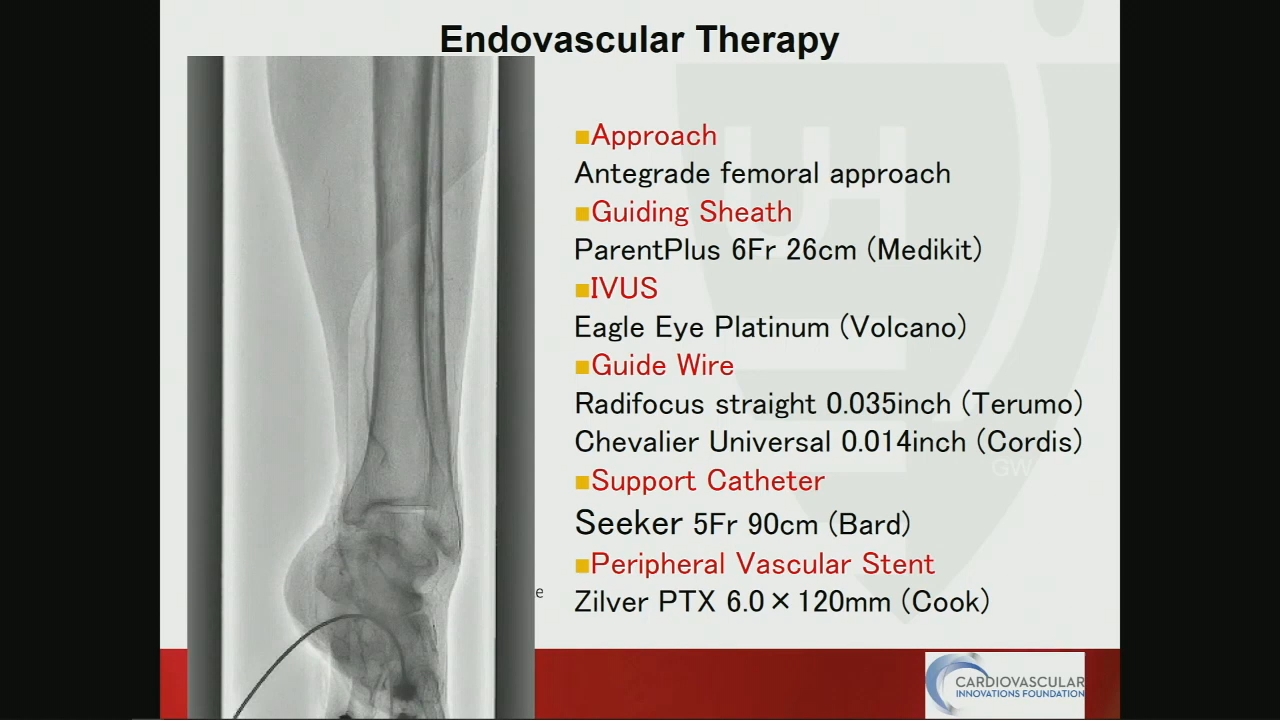 Endovascular Therapy
■Approach
Antegrade femoral approach
■Guiding Sheath
ParentPlus 6Fr 26cm (Medikit)
■IVUS
Eagle Eye Platinum (Volcano)
■Guide Wire
Radifocus straight 0.035inch (Terumo)
Chevalier Universal 0.014inch (Cordis)
■Support Catheter
Seeker 5Fr 90cm (Bard)
■Peripheral Vascular Stent
Zilver PTX 6.0×120mm (Cook)
e
CARDIOVASCULAR
INNOVATIONS FOUNDATION